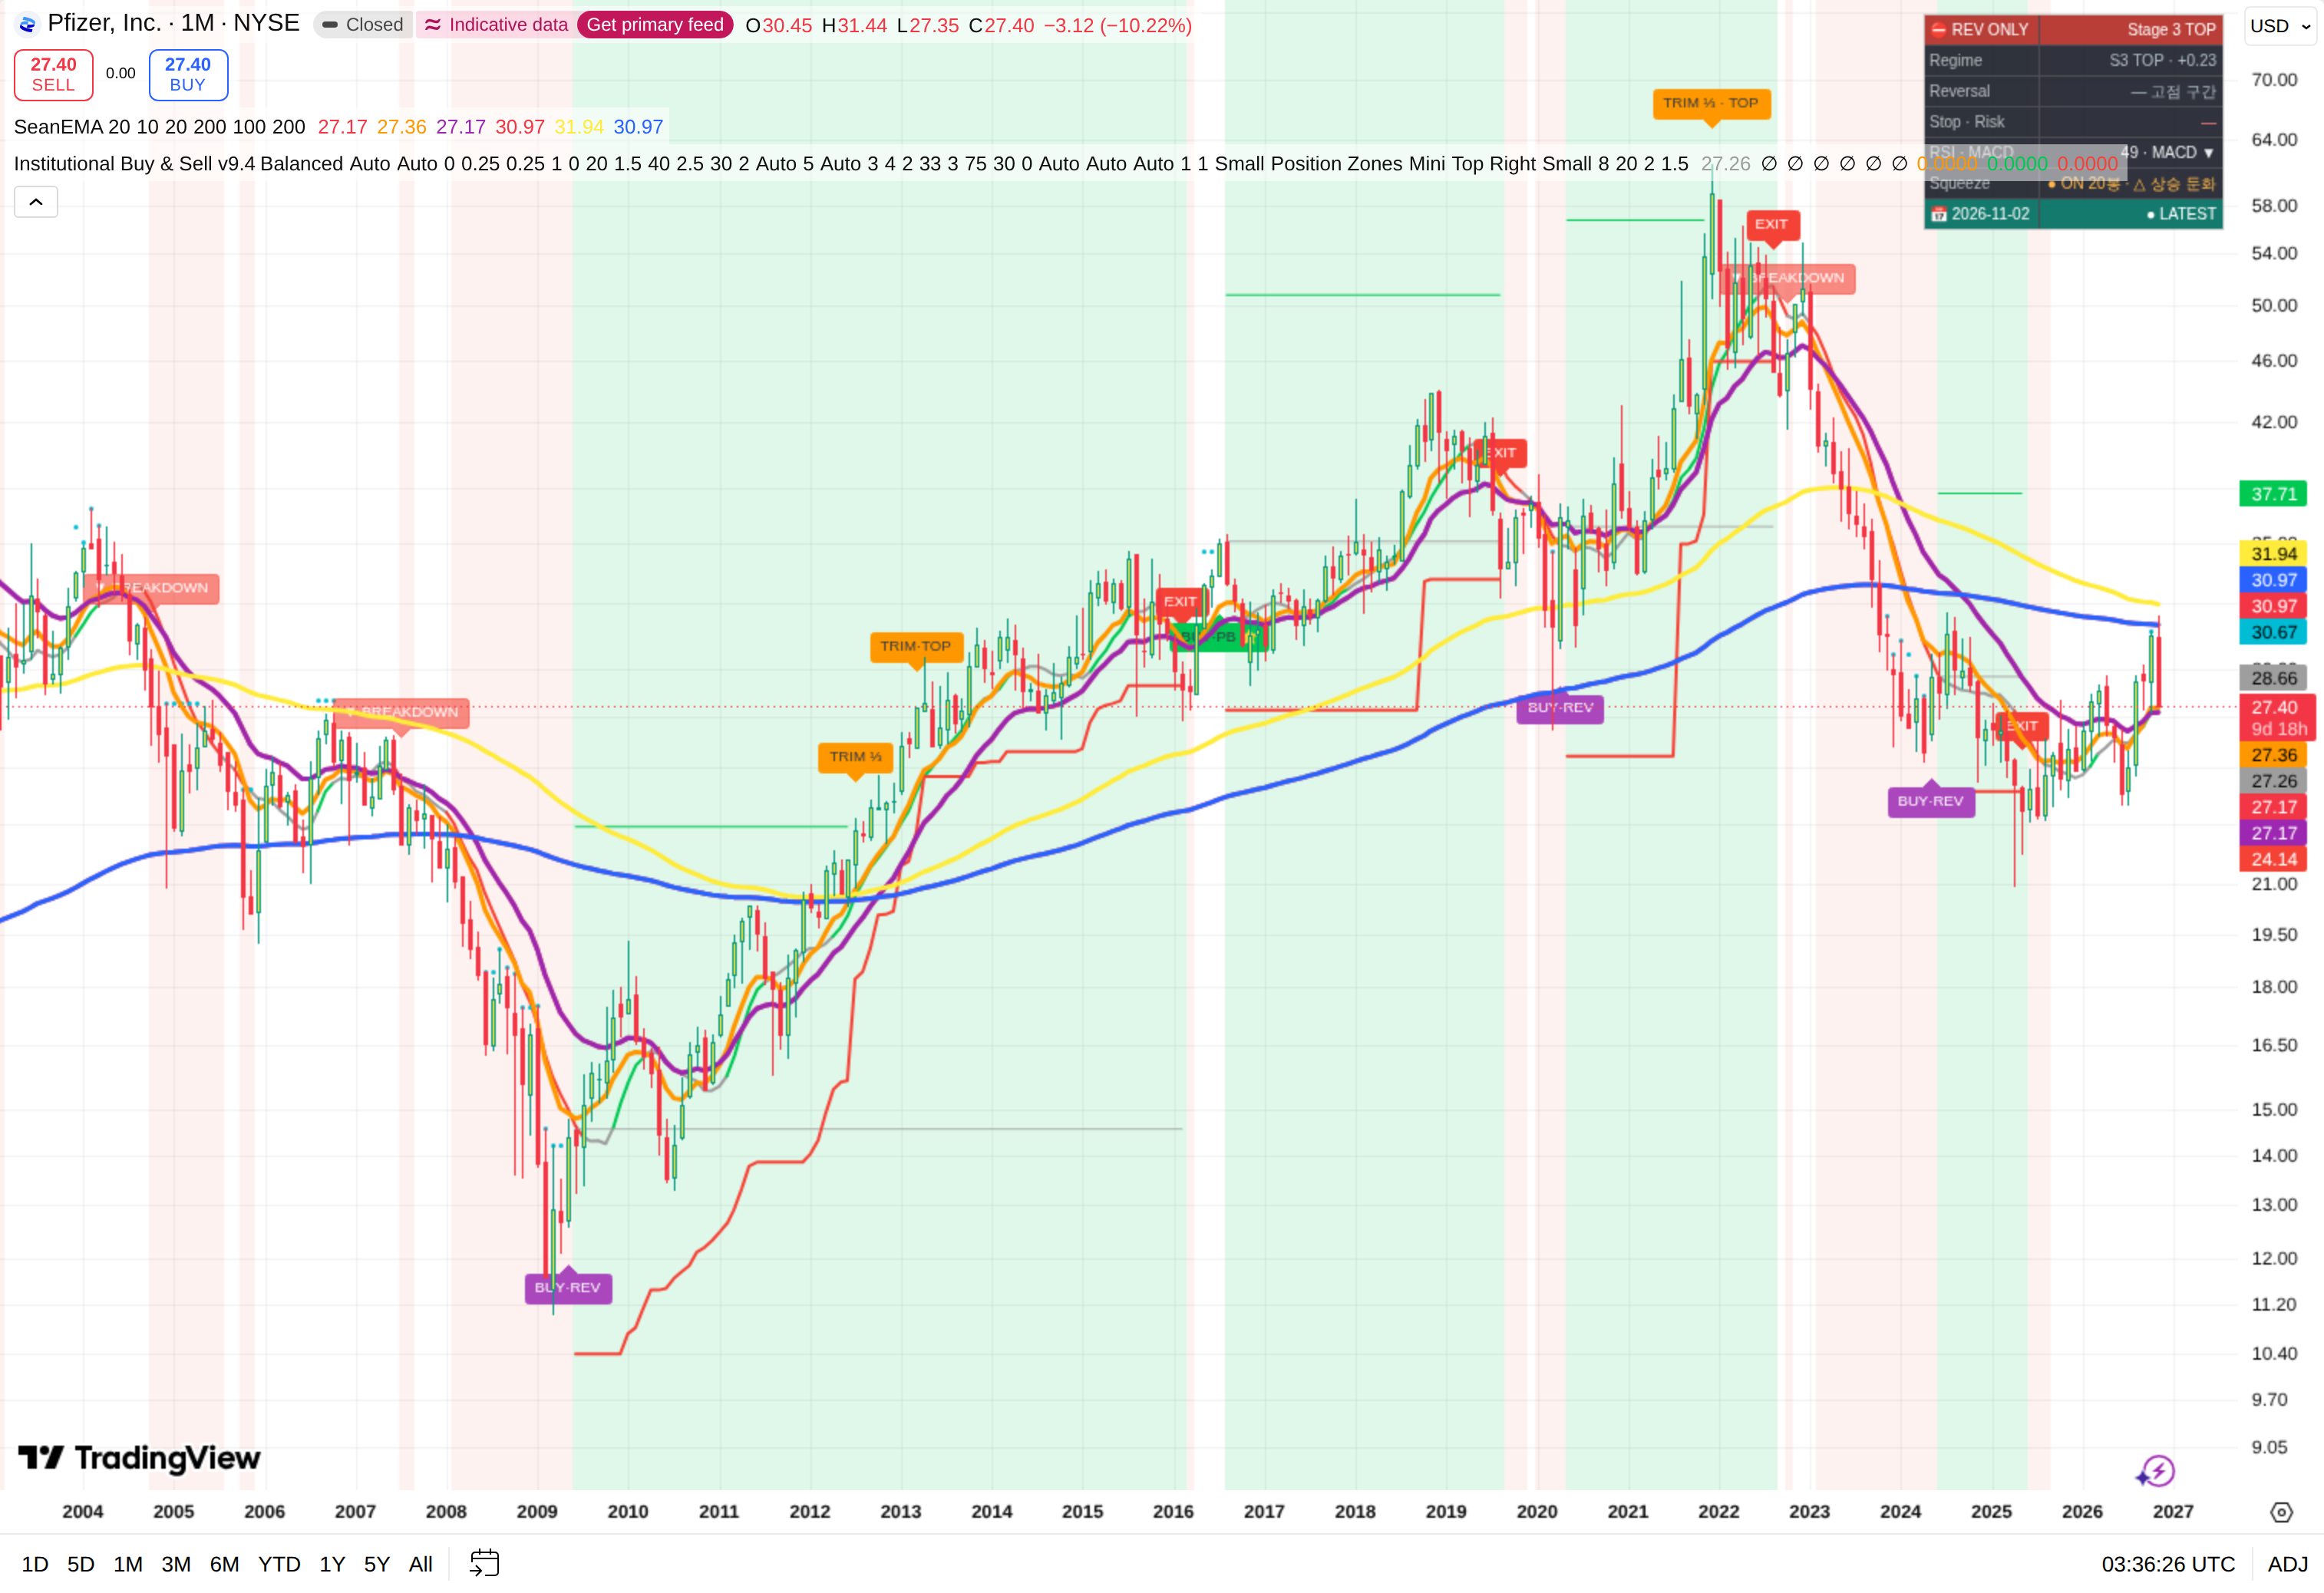 Pfizer, Inc. · 1M · NYSE Closed Indicative data Get primary feed O30.45 H31.44 L27.35 C27.40 −3.12 (−10.22%)
27.40 SELL 0.00 27.40 BUY
SeanEMA 20 10 20 200 100 200 27.17 27.36 27.17 30.97 31.94 30.97
Institutional Buy & Sell v9.4 Balanced Auto Auto 0 0.25 0.25 1 0 20 1.5 40 2.5 30 2 Auto 5 Auto 3 4 2 33 3 75 30 0 Auto Auto Auto 1 1 Small Position Zones Mini Top Right Small 8 20 2 1.5 27.26 ∅ ∅ ∅ ∅ ∅ ∅ 0.0000 0.0000 0.0000
⛔ REV ONLY Stage 3 TOP
Regime S3 TOP · +0.23
Reversal — 고점 구간
Stop · Risk —
RSI · MACD 49 · MACD ▼
Squeeze ● ON 20봉 · △ 상승 둔화
2026-11-02 ● LATEST
USD
70.00
64.00
58.00
54.00
50.00
46.00
42.00
37.71
31.94
30.97
30.97
30.67
28.66
27.40
9d 18h
27.36
27.26
27.17
27.17
24.14
21.00
19.50
18.00
16.50
15.00
14.00
13.00
12.00
11.20
10.40
9.70
9.05
TRIM ⅓ · TOP
EXIT
BREAKDOWN
EXIT
BREAKDOWN
EXIT
TRIM·TOP
BREAKDOWN
BUY·REV
EXIT
TRIM ⅓
BUY·REV
BUY·REV
TradingView
2004 2005 2006 2007 2008 2009 2010 2011 2012 2013 2014 2015 2016 2017 2018 2019 2020 2021 2022 2023 2024 2025 2026 2027
1D 5D 1M 3M 6M YTD 1Y 5Y All 03:36:26 UTC ADJ